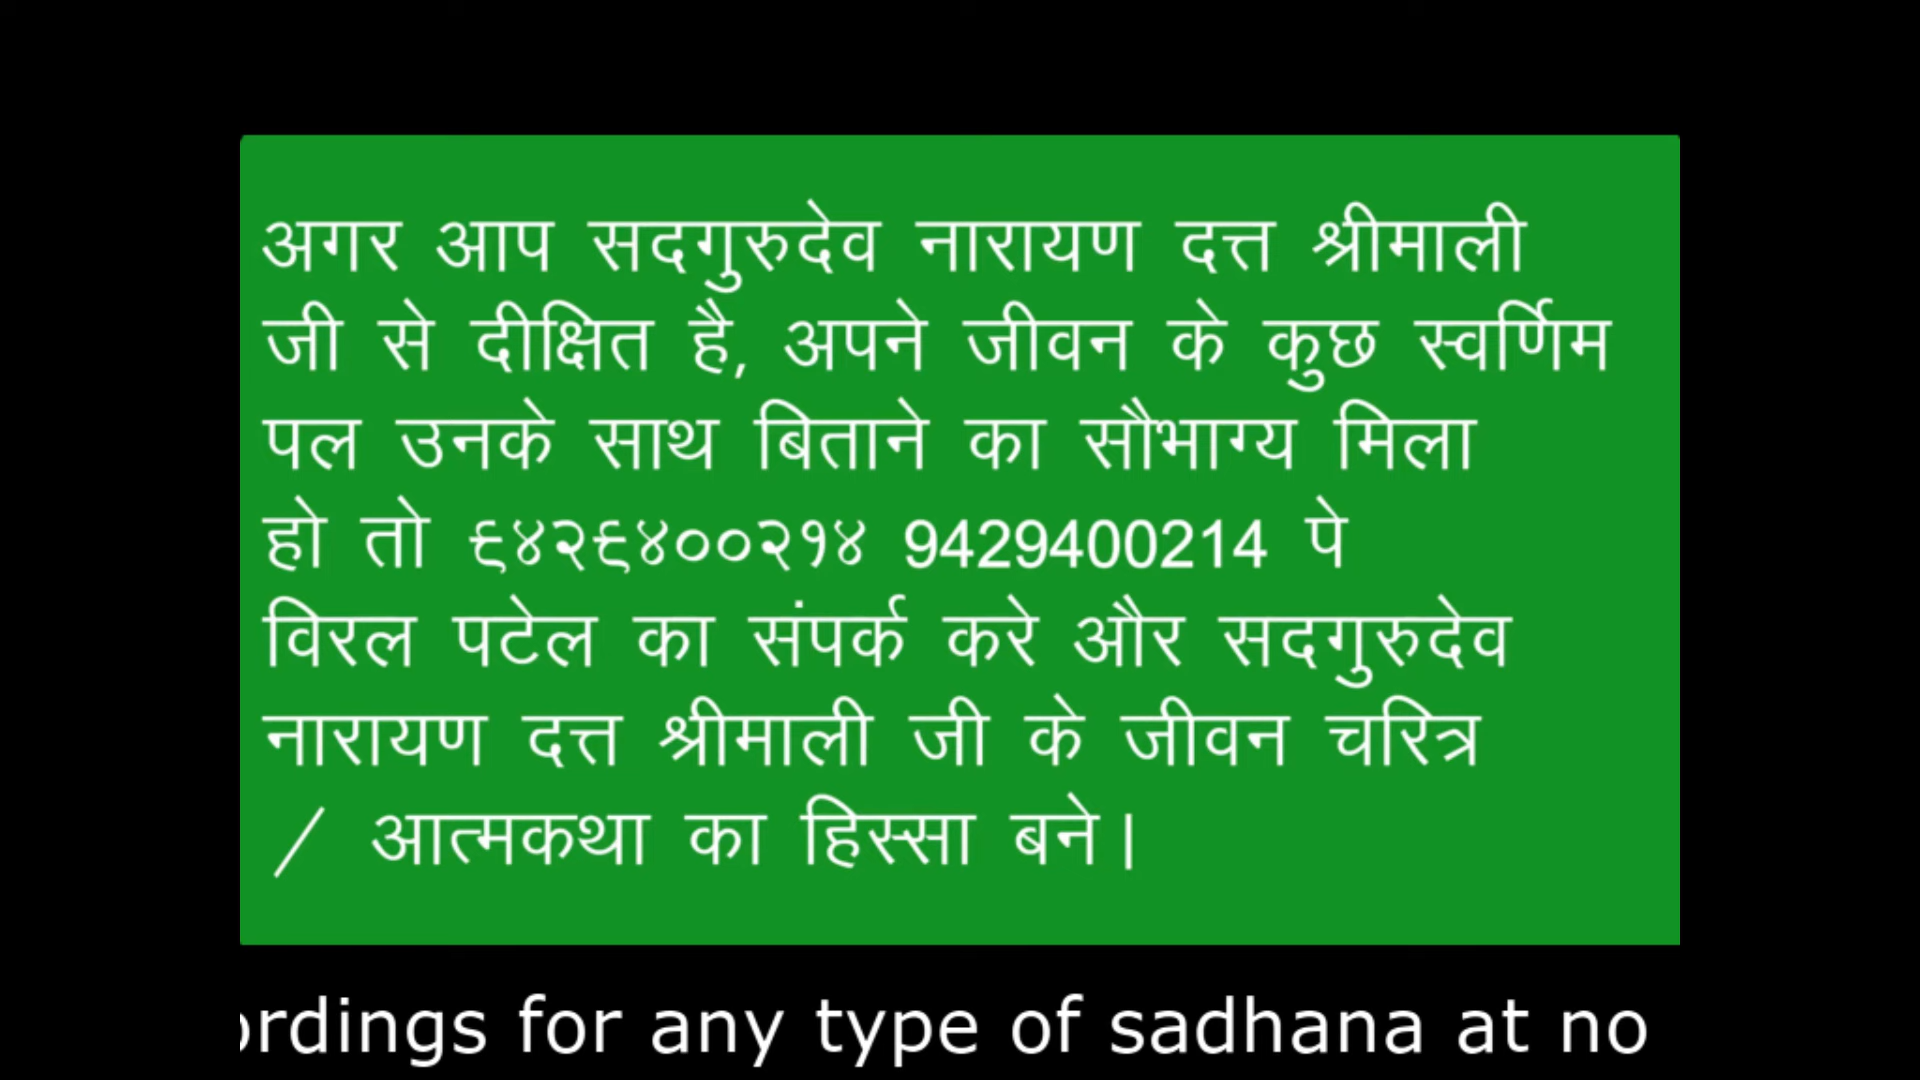 अगर आप सदगुरुदेव नारायण दत्त श्रीमाली
जी से दीक्षित है, अपने जीवन के कुछ स्वर्णिम
पल उनके साथ बिताने का सौभाग्य मिला
हो तो ९४२९४००२१४ 9429400214 पे
विरल पटेल का संपर्क करे और सदगुरुदेव
नारायण दत्त श्रीमाली जी के जीवन चरित्र
/ आत्मकथा का हिस्सा बने।
ordings for any type of sadhana at no